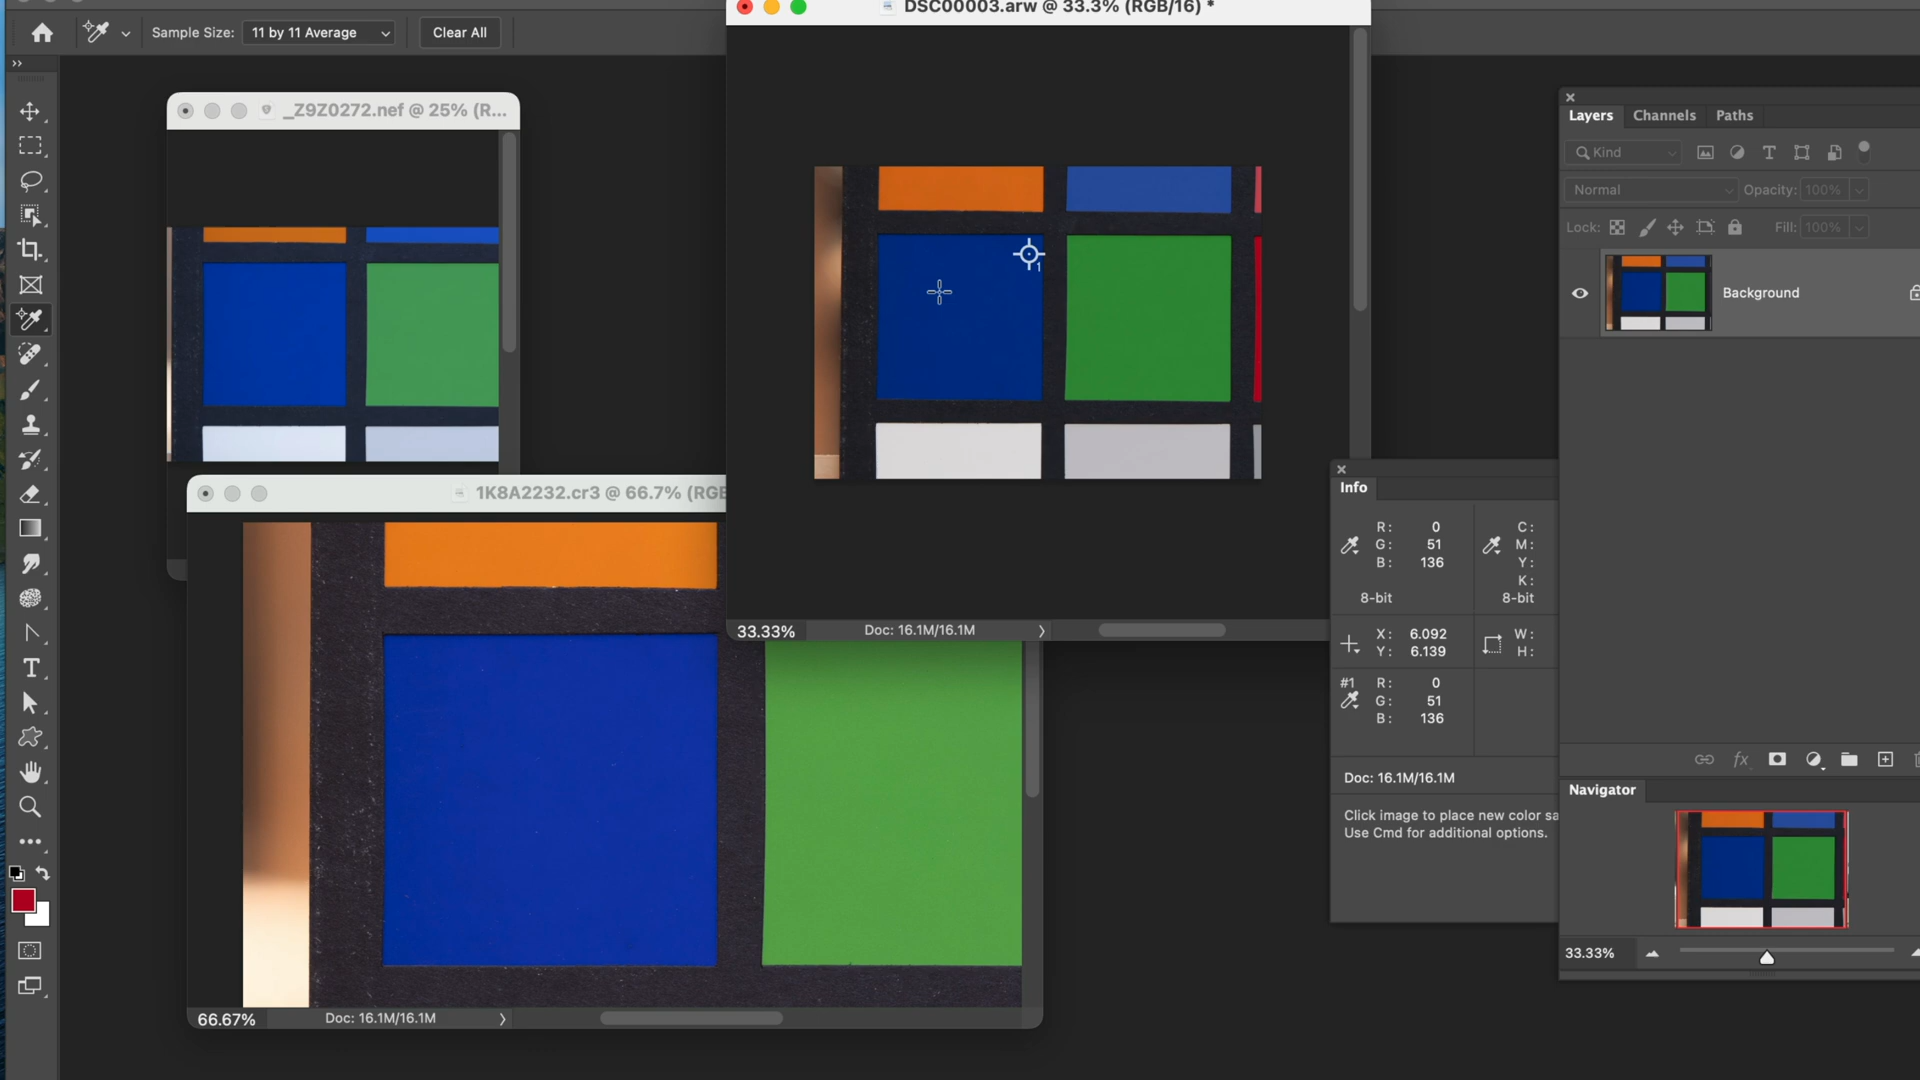 DSC00003.arw @ 33.3% (RGB/16) *
Sample Size: 11 by 11 Average Clear All
_Z9Z0272.nef @ 25% (R...
1K8A2232.cr3 @ 66.7% (RGB
33.33% Doc: 16.1M/16.1M
66.67% Doc: 16.1M/16.1M
1
T
Info
R: 0 C:
G: 51 M:
B: 136 Y:
K:
8-bit 8-bit
X: 6.092 W:
Y: 6.139 H:
#1 R: 0
G: 51
B: 136
Doc: 16.1M/16.1M
Click image to place new color sa
Use Cmd for additional options.
Layers Channels Paths
Kind T
Normal Opacity: 100%
Lock: Fill: 100%
Background
fx
Navigator
33.33%